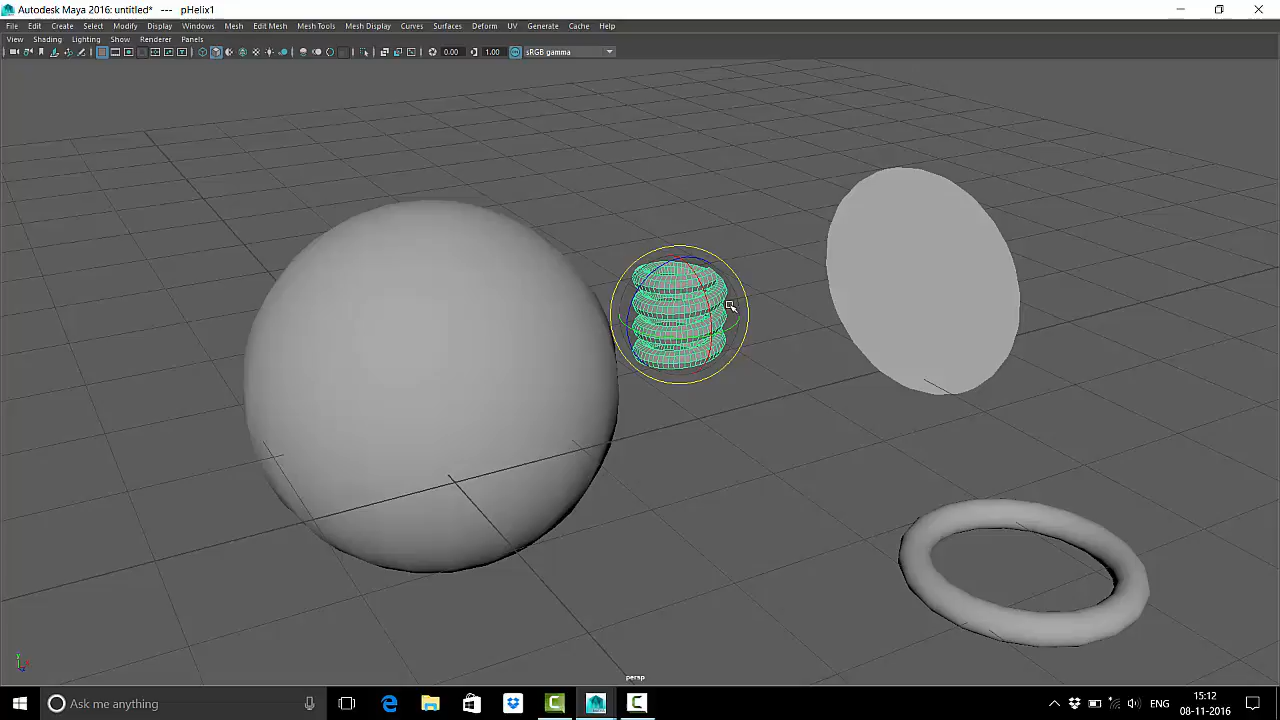 Autodesk Maya 2016: untitled* --- pHelix1
File Edit Create Select Modify Display Windows Mesh Edit Mesh Mesh Tools Mesh Display Curves Surfaces Deform UV Generate Cache Help
View Shading Lighting Show Renderer Panels
0.00 1.00 sRGB gamma
persp
Ask me anything
ENG
15:12
08-11-2016